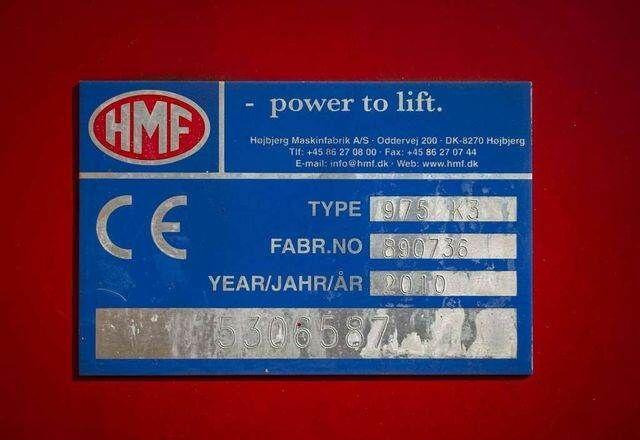 HMF
- power to lift.
Højbjerg Maskinfabrik A/S · Oddervej 200 · DK-8270 Højbjerg
Tlf: +45 86 27 08 00 · Fax: +45 86 27 07 44
E-mail: info@hmf.dk · Web: www.hmf.dk
CE
TYPE 975 K3
FABR.NO 890736
YEAR/JAHR/ÅR 2010
5306587